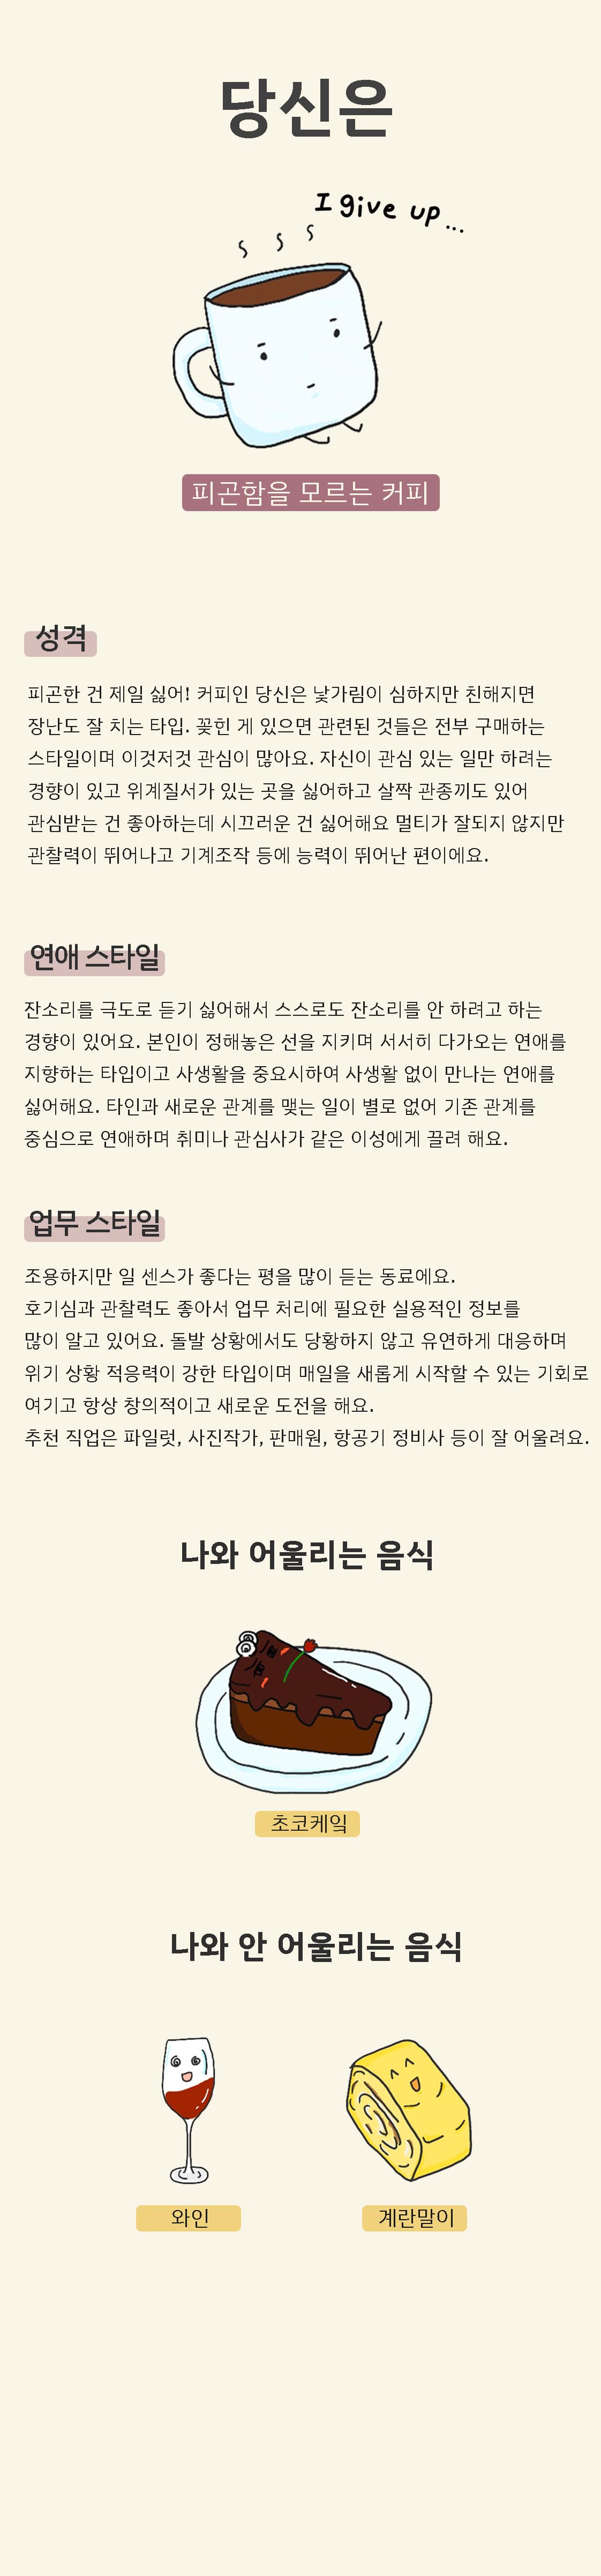 당신은
I give up...
피곤함을 모르는 커피
성격
피곤한 건 제일 싫어! 커피인 당신은 낯가림이 심하지만 친해지면
장난도 잘 치는 타입. 꽂힌 게 있으면 관련된 것들은 전부 구매하는
스타일이며 이것저것 관심이 많아요. 자신이 관심 있는 일만 하려는
경향이 있고 위계질서가 있는 곳을 싫어하고 살짝 관종끼도 있어
관심받는 건 좋아하는데 시끄러운 건 싫어해요 멀티가 잘되지 않지만
관찰력이 뛰어나고 기계조작 등에 능력이 뛰어난 편이에요.
연애 스타일
잔소리를 극도로 듣기 싫어해서 스스로도 잔소리를 안 하려고 하는
경향이 있어요. 본인이 정해놓은 선을 지키며 서서히 다가오는 연애를
지향하는 타입이고 사생활을 중요시하여 사생활 없이 만나는 연애를
싫어해요. 타인과 새로운 관계를 맺는 일이 별로 없어 기존 관계를
중심으로 연애하며 취미나 관심사가 같은 이성에게 끌려 해요.
업무 스타일
조용하지만 일 센스가 좋다는 평을 많이 듣는 동료에요.
호기심과 관찰력도 좋아서 업무 처리에 필요한 실용적인 정보를
많이 알고 있어요. 돌발 상황에서도 당황하지 않고 유연하게 대응하며
위기 상황 적응력이 강한 타입이며 매일을 새롭게 시작할 수 있는 기회로
여기고 항상 창의적이고 새로운 도전을 해요.
추천 직업은 파일럿, 사진작가, 판매원, 항공기 정비사 등이 잘 어울려요.
나와 어울리는 음식
초코케잌
나와 안 어울리는 음식
와인
계란말이